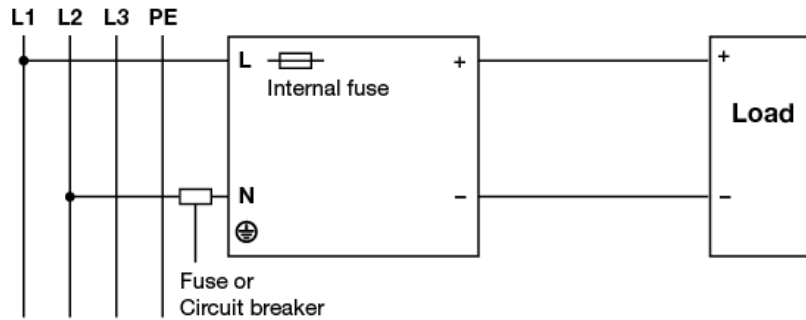 L1 L2 L3 PE
L
+
+
Internal fuse
Load
N
−
−
Fuse or
Circuit breaker